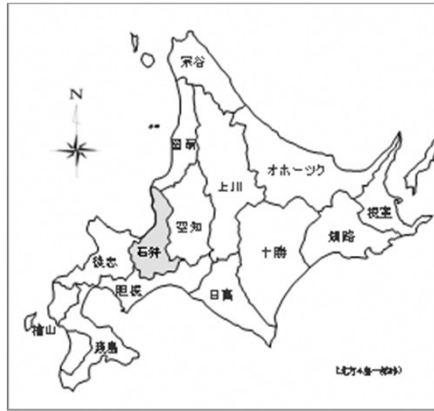 宗谷
N
留萌
オホーツク
上川
根室
空知
石狩
釧路
後志
十勝
胆振
日高
檜山
渡島